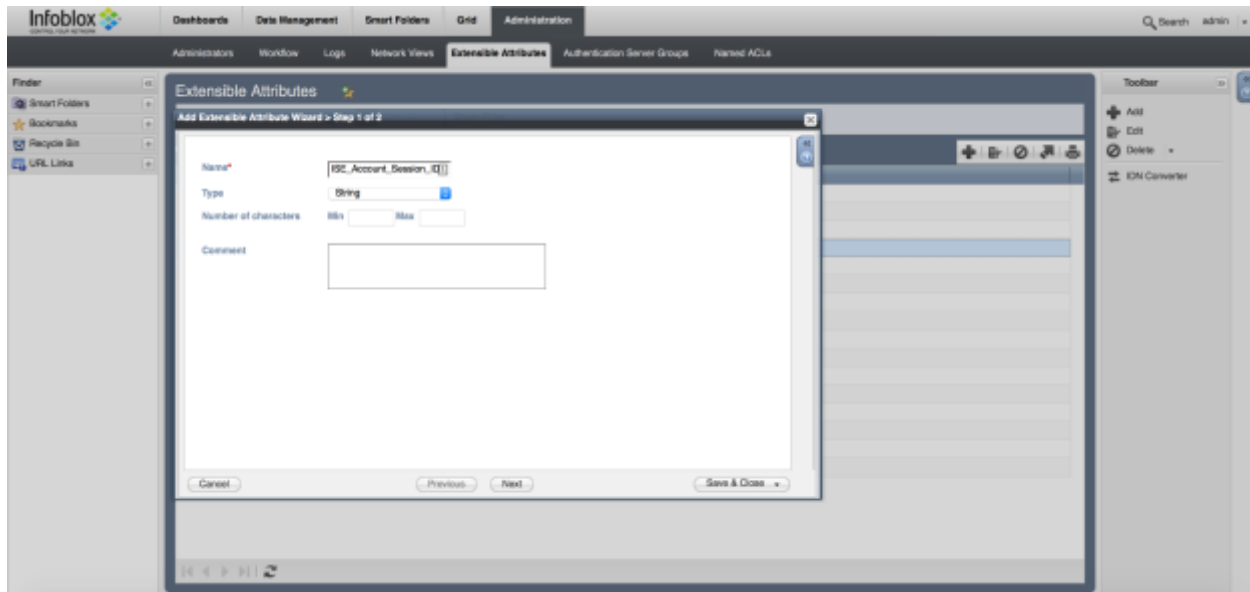 Infoblox
CONTROL YOUR NETWORK
Dashboards Data Management Smart Folders Grid Administration
Search admin
Administrators Workflow Logs Network Views Extensible Attributes Authentication Server Groups Named ACLs
Finder
Smart Folders
Bookmarks
Recycle Bin
URL Links
Extensible Attributes
Add Extensible Attribute Wizard > Step 1 of 2
Name*
ISE_Account_Session_ID
Type
String
Number of characters Min Max
Comment
Cancel Previous Next Save & Close
Toolbar
Add
Edit
Delete
IDN Converter